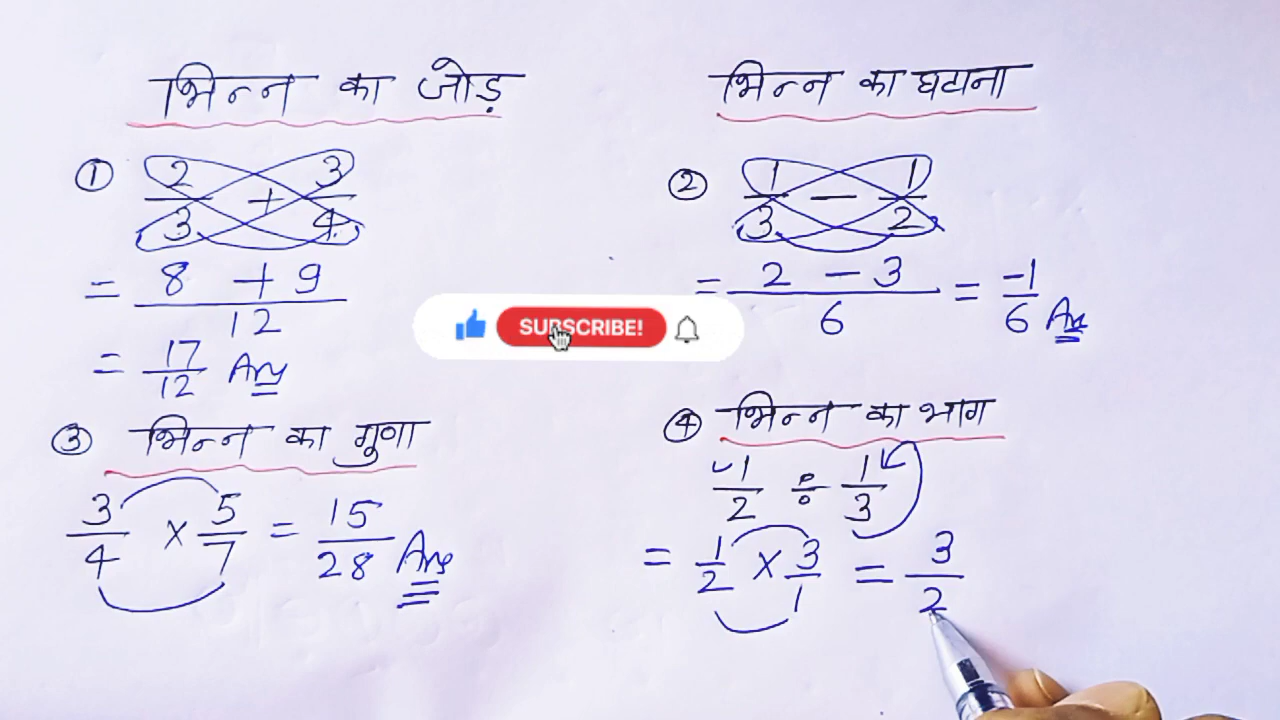 भिन्न का जोड़
① 2/3 + 3/4
= 8 + 9 / 12
= 17/12 Ans
भिन्न का घटाना
② 1/3 − 1/2
= 2 − 3 / 6 = -1/6 Ans
SUBSCRIBE!
③ भिन्न का गुणा
3/4 × 5/7 = 15/28 Ans
④ भिन्न का भाग
1/2 ÷ 1/3
= 1/2 × 3/1 = 3/2